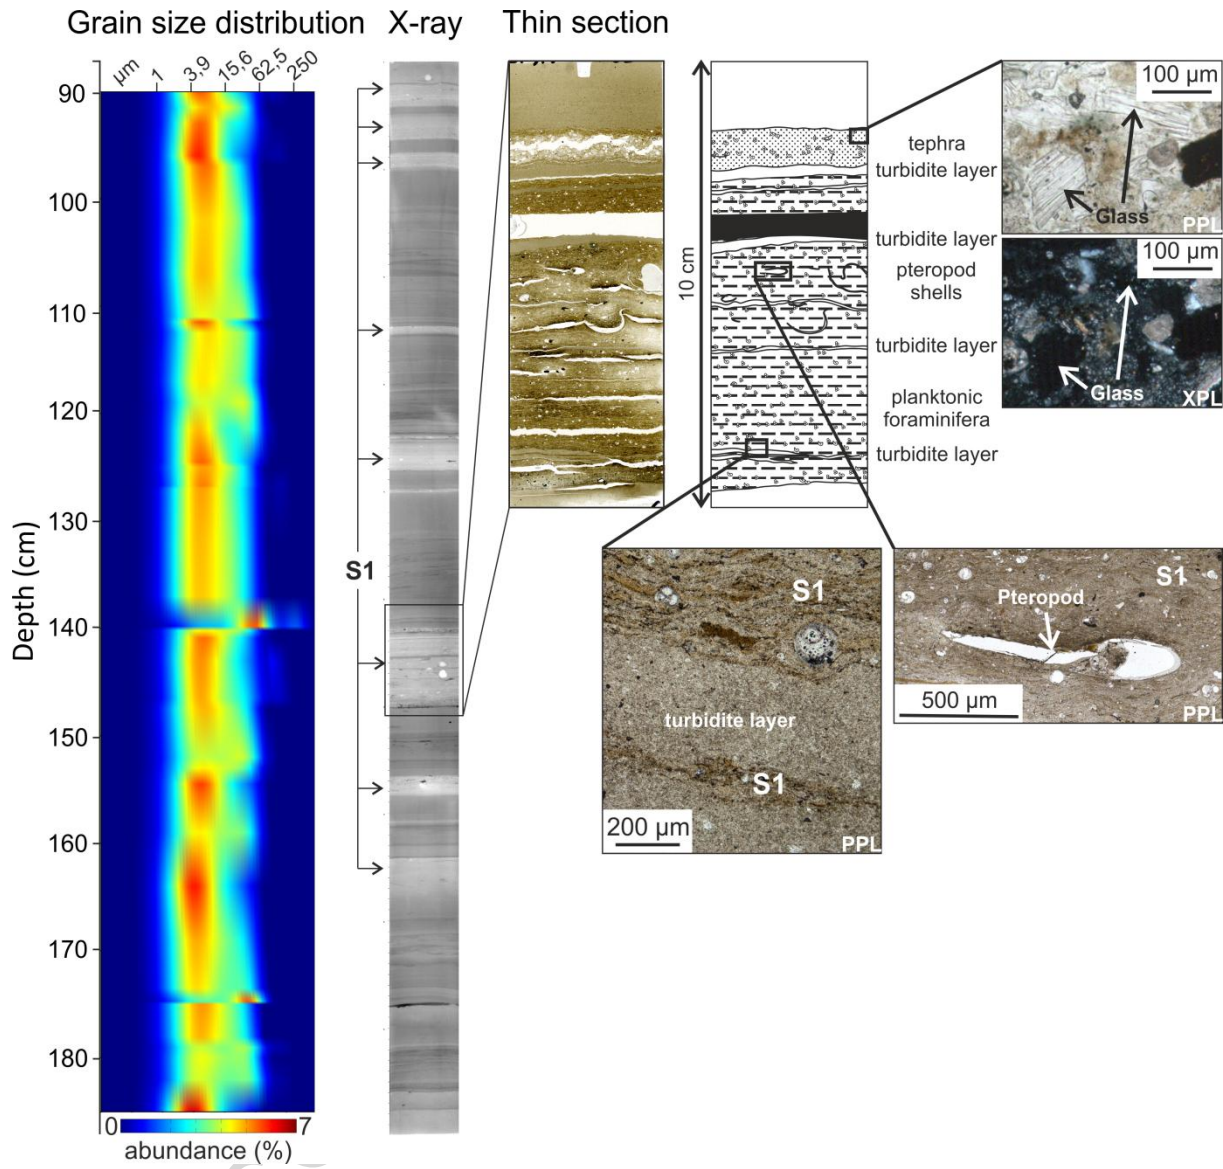 Grain size distribution
X-ray
Thin section
µm
1
3,9
15,6
62,5
250
90
100
110
120
130
140
150
160
170
180
Depth (cm)
0
7
abundance (%)
S1
10 cm
tephra
turbidite layer
turbidite layer
pteropod
shells
turbidite layer
planktonic
foraminifera
turbidite layer
100 µm
Glass
PPL
100 µm
Glass
XPL
S1
turbidite layer
S1
200 µm
PPL
S1
Pteropod
500 µm
PPL